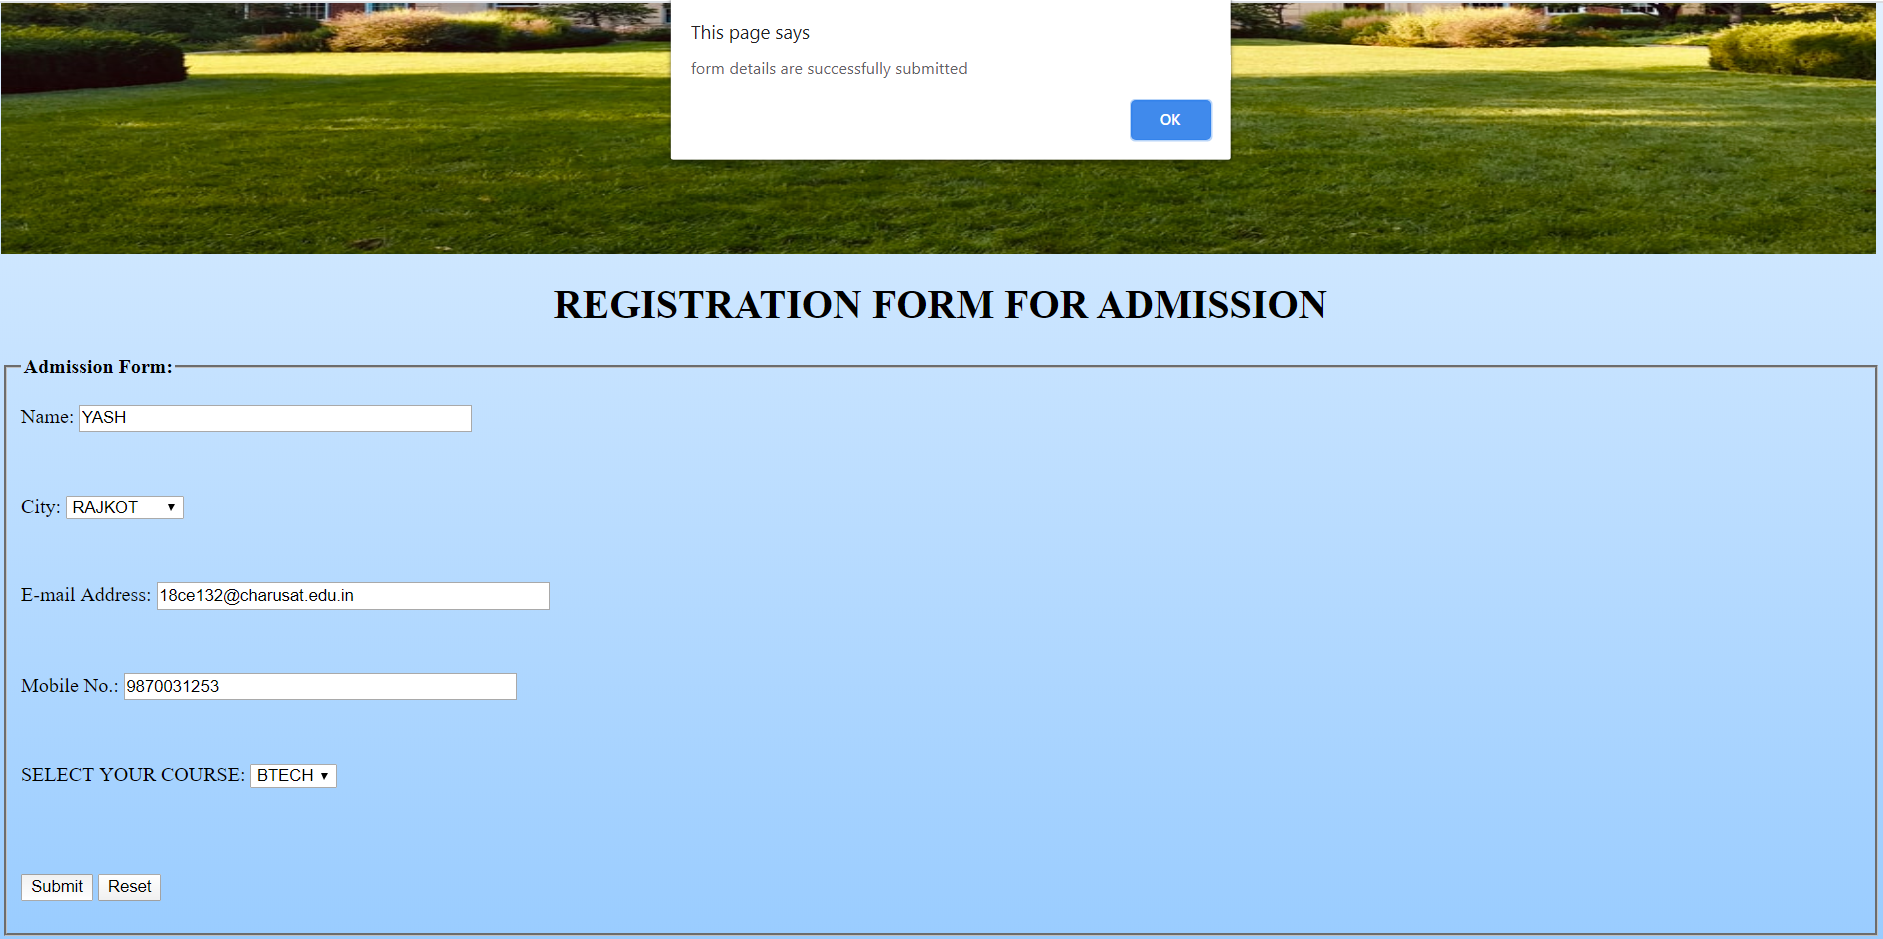 This page says
form details are successfully submitted
OK
REGISTRATION FORM FOR ADMISSION
Admission Form:
Name: YASH
City: RAJKOT
E-mail Address: 18ce132@charusat.edu.in
Mobile No.: 9870031253
SELECT YOUR COURSE: BTECH
Submit Reset